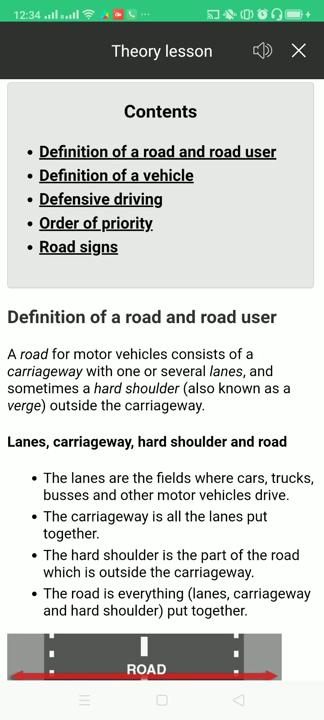 12:34
Theory lesson
Contents
• Definition of a road and road user
• Definition of a vehicle
• Defensive driving
• Order of priority
• Road signs
Definition of a road and road user
A road for motor vehicles consists of a
carriageway with one or several lanes, and
sometimes a hard shoulder (also known as a
verge) outside the carriageway.
Lanes, carriageway, hard shoulder and road
• The lanes are the fields where cars, trucks,
busses and other motor vehicles drive.
• The carriageway is all the lanes put
together.
• The hard shoulder is the part of the road
which is outside the carriageway.
• The road is everything (lanes, carriageway
and hard shoulder) put together.
ROAD